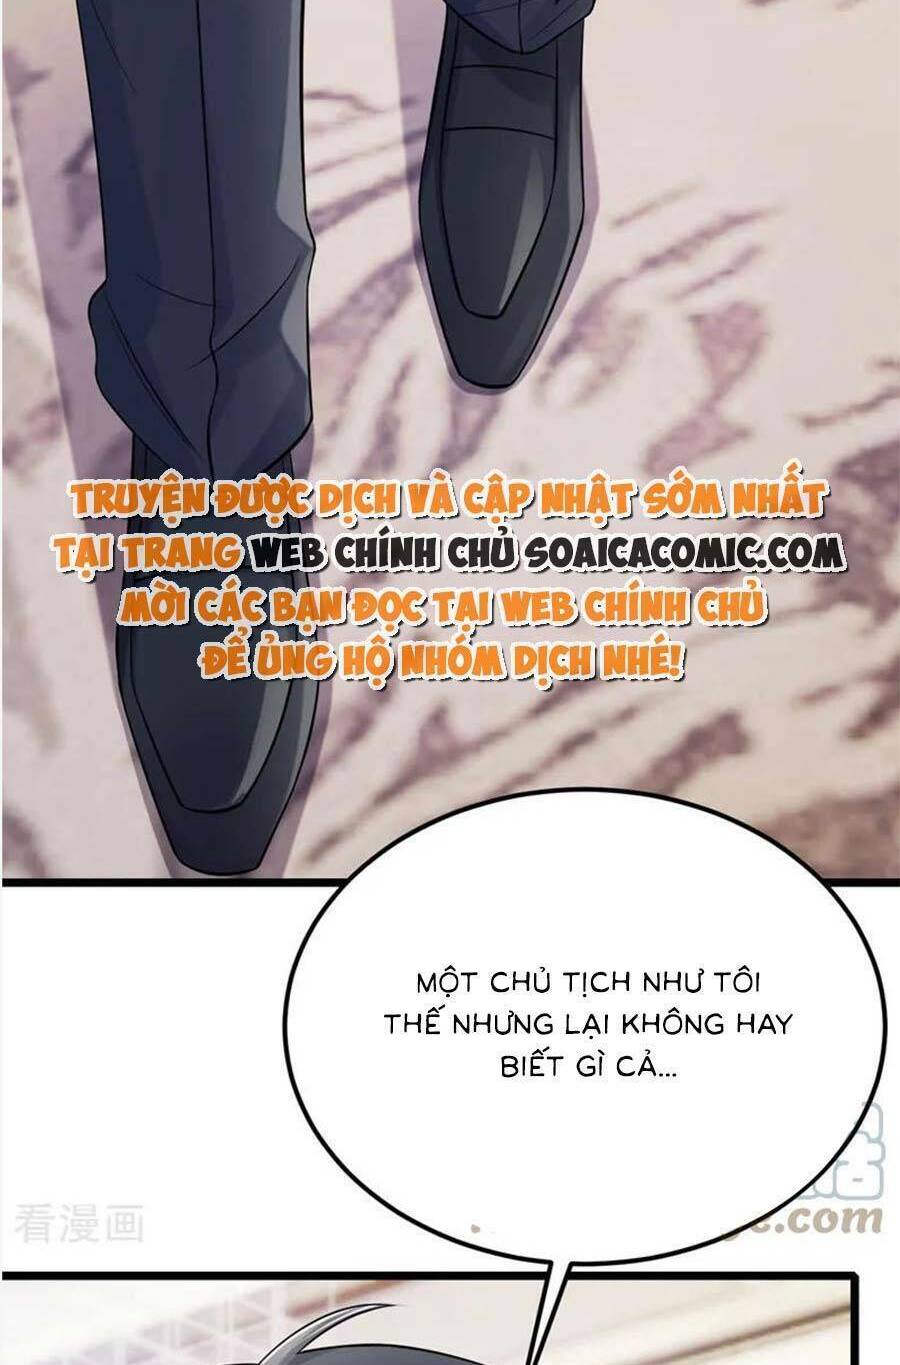 TRUYỆN ĐƯỢC DỊCH VÀ CẬP NHẬT SỚM NHẤT
TẠI TRANG WEB CHÍNH CHỦ SOAICACOMIC.COM
MỜI CÁC BẠN ĐỌC TẠI WEB CHÍNH CHỦ
ĐỂ ỦNG HỘ NHÓM DỊCH NHÉ!
MỘT CHỦ TỊCH NHƯ TÔI
THẾ NHƯNG LẠI KHÔNG HAY
BIẾT GÌ CẢ...
看漫画
.com